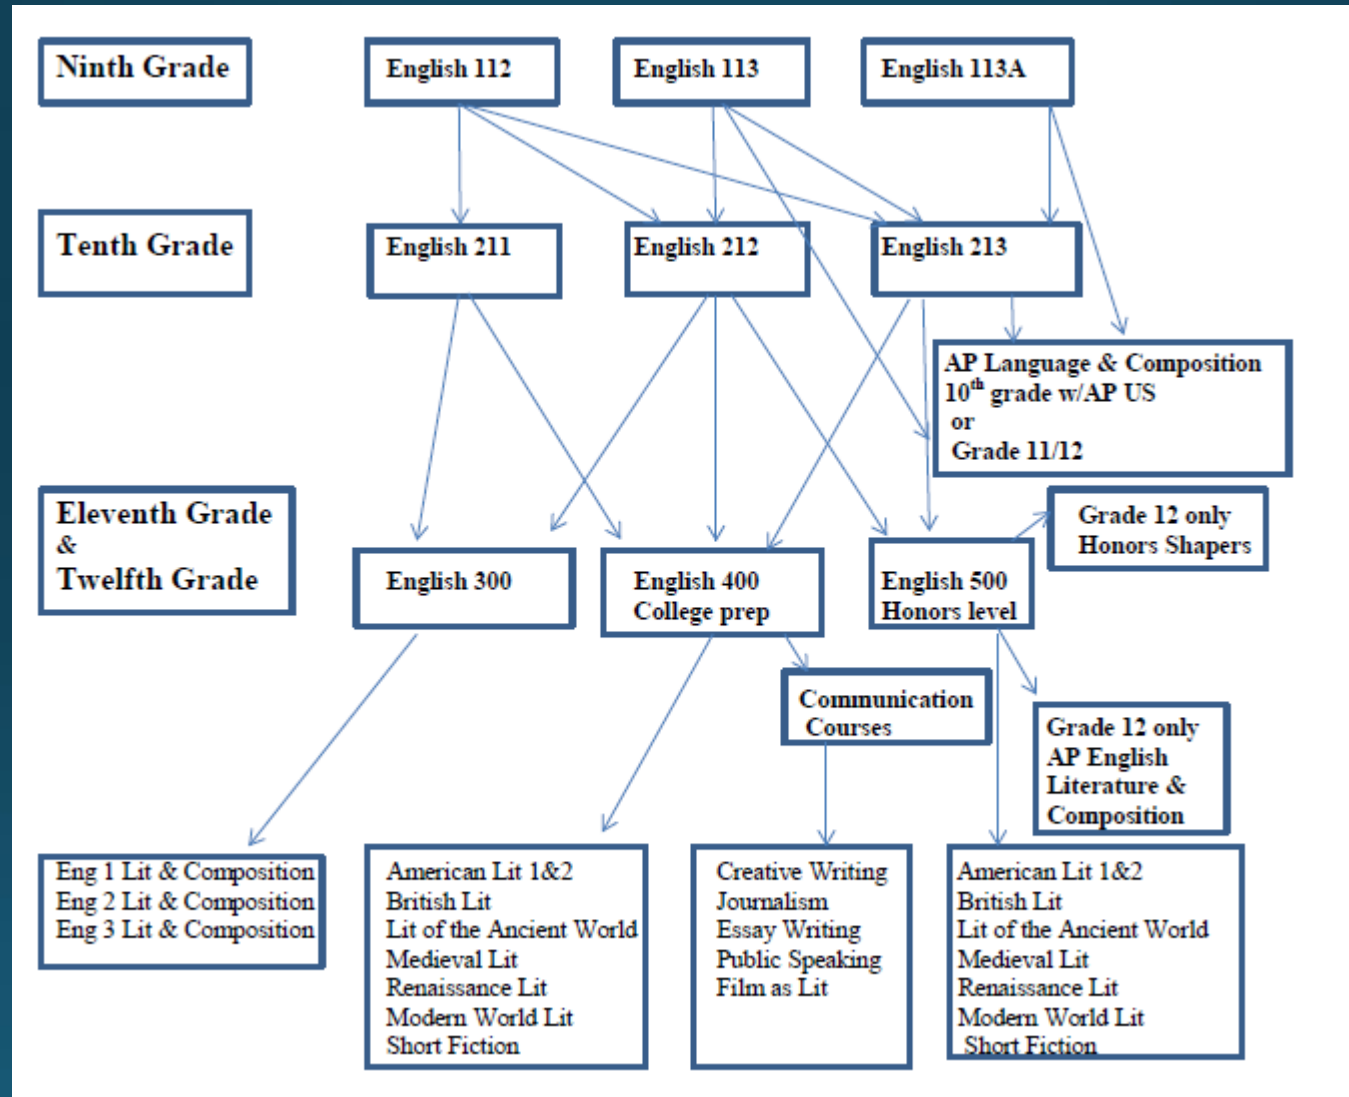 Ninth Grade
English 112
English 113
English 113A
Tenth Grade
English 211
English 212
English 213
AP Language & Composition
10th grade w/AP US
or
Grade 11/12
Eleventh Grade
&
Twelfth Grade
Grade 12 only
Honors Shapers
English 300
English 400
College prep
English 500
Honors level
Communication
Courses
Grade 12 only
AP English
Literature &
Composition
Eng 1 Lit & Composition
Eng 2 Lit & Composition
Eng 3 Lit & Composition
American Lit 1&2
British Lit
Lit of the Ancient World
Medieval Lit
Renaissance Lit
Modern World Lit
Short Fiction
Creative Writing
Journalism
Essay Writing
Public Speaking
Film as Lit
American Lit 1&2
British Lit
Lit of the Ancient World
Medieval Lit
Renaissance Lit
Modern World Lit
Short Fiction